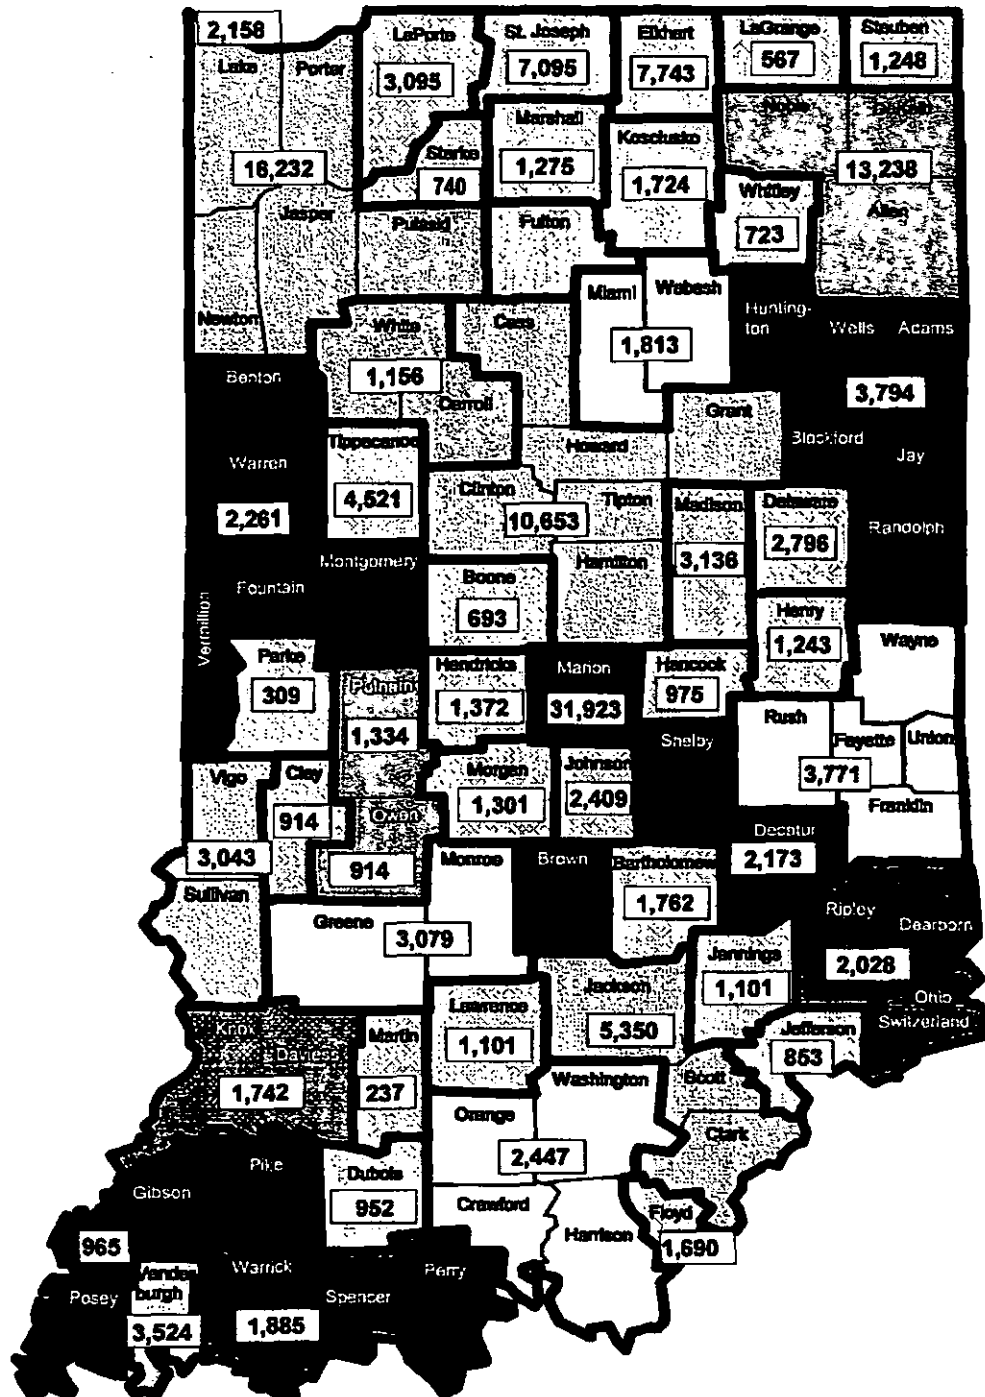 2,158
LaPorte
St. Joseph
Elkhart
LaGrange
Steuben
Lake
Porter
3,095
7,095
7,743
567
1,248
Noble
Marshall
Kosciusko
Starke
16,232
740
1,275
1,724
Whitley
13,238
Jasper
Pulaski
Fulton
723
Allen
Newton
White
Cass
Miami
Wabash
Hunting-
ton
Wells
Adams
1,813
Benton
1,156
Carroll
3,794
Grant
Tippecanoe
Howard
Blackford
Jay
Warren
4,521
Clinton
Tipton
Madison
Delaware
2,261
10,653
2,796
Randolph
Montgomery
Hamilton
3,136
Fountain
Boone
693
Henry
1,243
Vermillion
Parke
Hendricks
Marion
Hancock
Wayne
309
Putnam
1,372
31,923
975
1,334
Rush
Shelby
Fayette
Union
Vigo
Clay
Morgan
Johnson
3,771
914
1,301
2,409
Franklin
Owen
Decatur
3,043
914
Monroe
Brown
Bartholomew
2,173
Sullivan
1,762
Ripley
Dearborn
Greene
3,079
Jennings
2,028
Jackson
1,101
Ohio
Lawrence
Switzerland
Knox
Daviess
Martin
1,101
5,350
Jefferson
853
1,742
237
Washington
Scott
Orange
Clark
Pike
2,447
Gibson
Dubois
952
Crawford
Floyd
Harrison
1,690
965
Warrick
Perry
Vander
burgh
Posey
Spencer
3,524
1,885